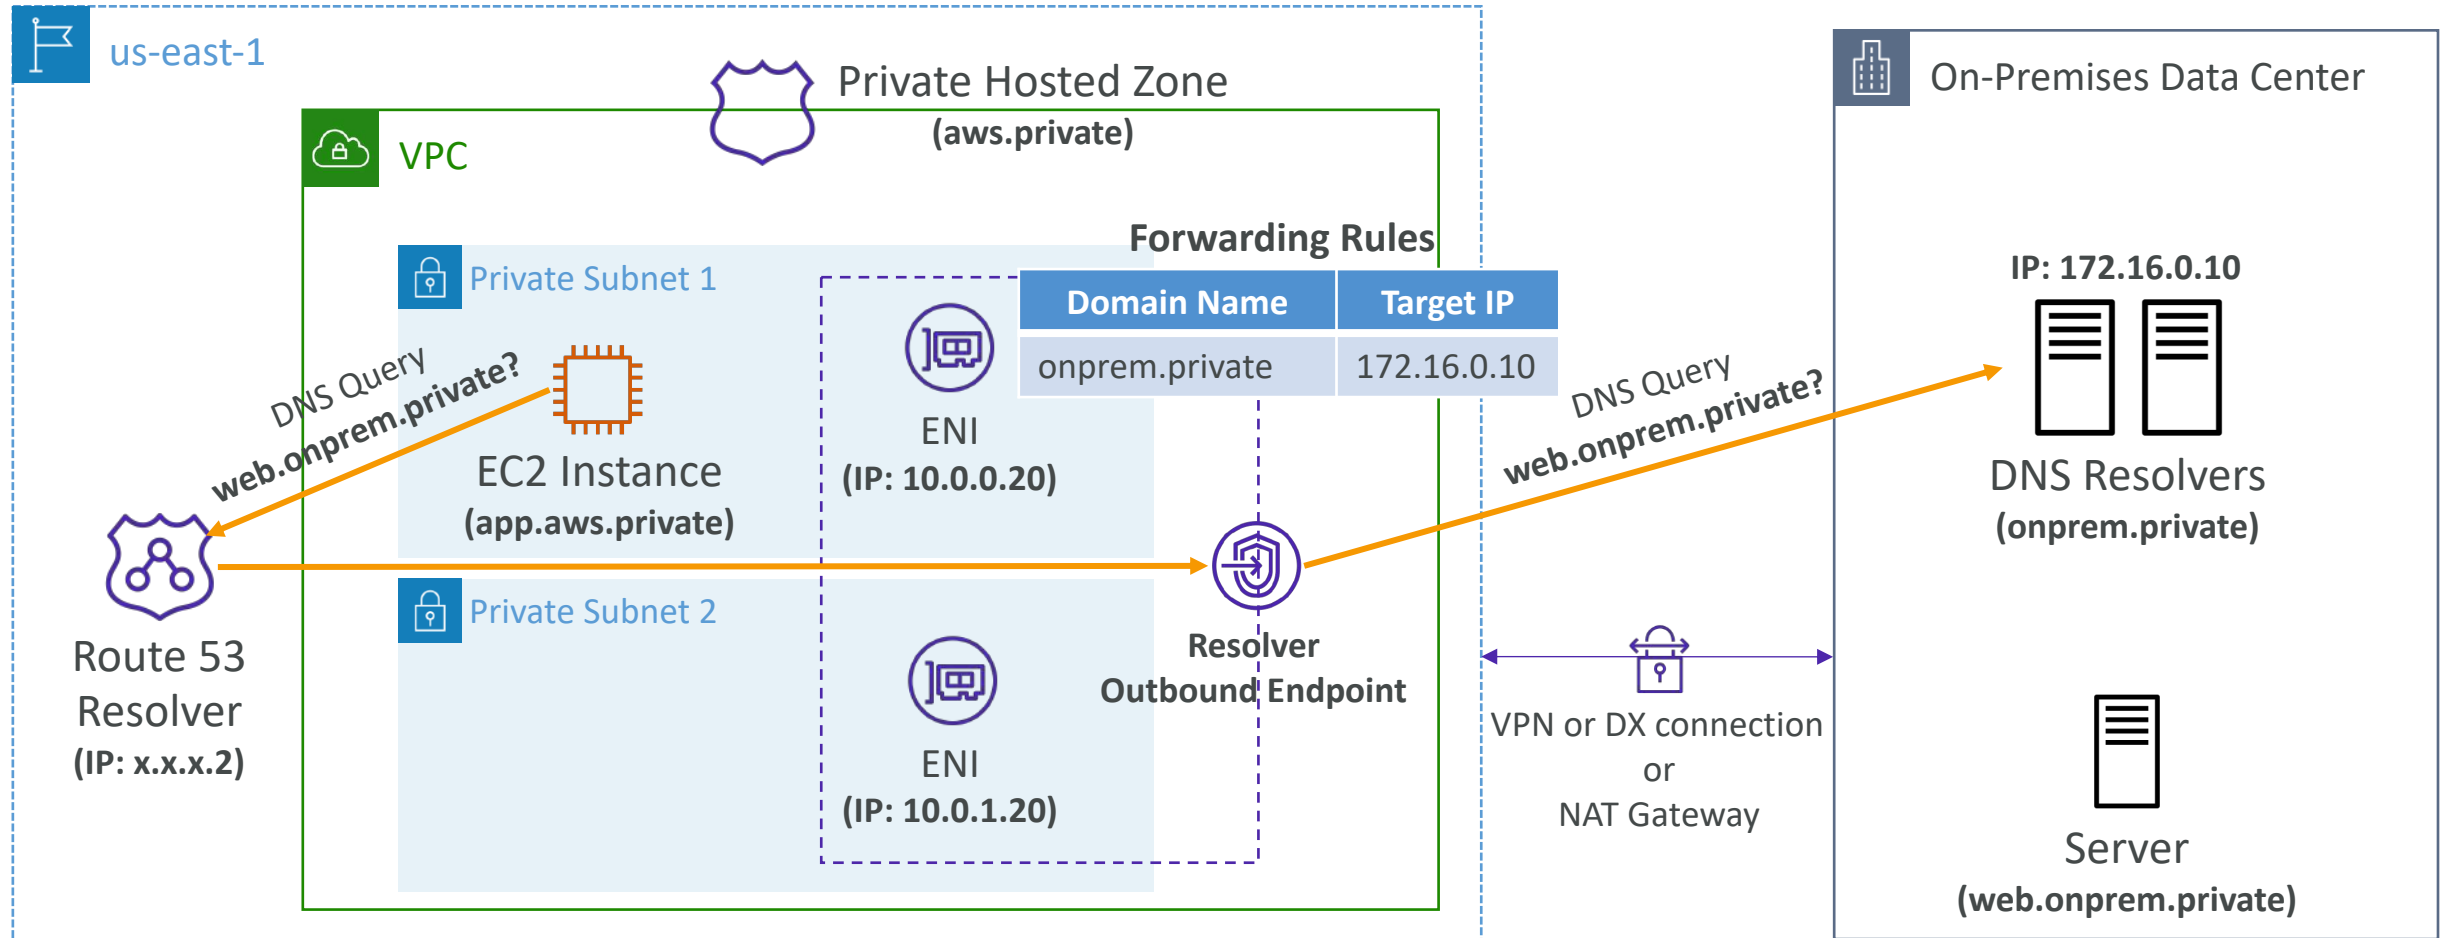 us-east-1
Private Hosted Zone
(aws.private)
On-Premises Data Center
VPC
Forwarding Rules
Domain Name Target IP
onprem.private 172.16.0.10
Private Subnet 1
DNS Query
web.onprem.private?
EC2 Instance
(app.aws.private)
ENI
(IP: 10.0.0.20)
DNS Query
web.onprem.private?
IP: 172.16.0.10
DNS Resolvers
(onprem.private)
Route 53
Resolver
(IP: x.x.x.2)
Private Subnet 2
ENI
(IP: 10.0.1.20)
Resolver
Outbound Endpoint
VPN or DX connection
or
NAT Gateway
Server
(web.onprem.private)